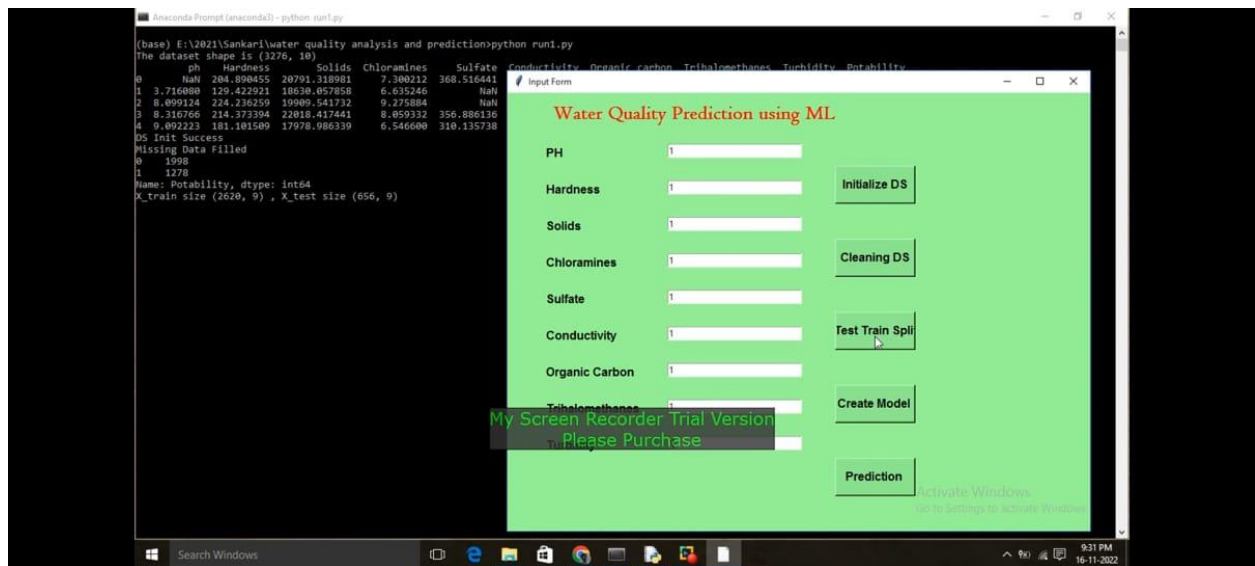 Anaconda Prompt (anaconda3) - python run1.py
(base) E:\2021\Sankari\water quality analysis and prediction>python run1.py
The dataset shape is (3276, 10)
ph Hardness Solids Chloramines Sulfate Conductivity Organic_carbon Trihalomethanes Turbidity Potability
0 NaN 204.890455 20791.318981 7.300212 368.516441
1 3.716080 129.422921 18630.057858 6.635246 NaN
2 8.099124 224.236259 19909.541732 9.275884 NaN
3 8.316766 214.373394 22018.417441 8.059332 356.886136
4 9.092223 181.101509 17978.986339 6.546600 310.135738
DS Init Success
Missing Data Filled
0 1998
1 1278
Name: Potability, dtype: int64
X_train size (2620, 9) , X_test size (656, 9)
Input Form
Water Quality Prediction using ML
PH 1
Hardness 1
Initialize DS
Solids 1
Chloramines 1
Cleaning DS
Sulfate 1
Conductivity 1
Test Train Split
Organic Carbon 1
Trihalomethanes 1
Create Model
My Screen Recorder Trial Version
Please Purchase
Turbidity
Prediction
Activate Windows
Go to Settings to activate Windows
Search Windows
9:31 PM
16-11-2022